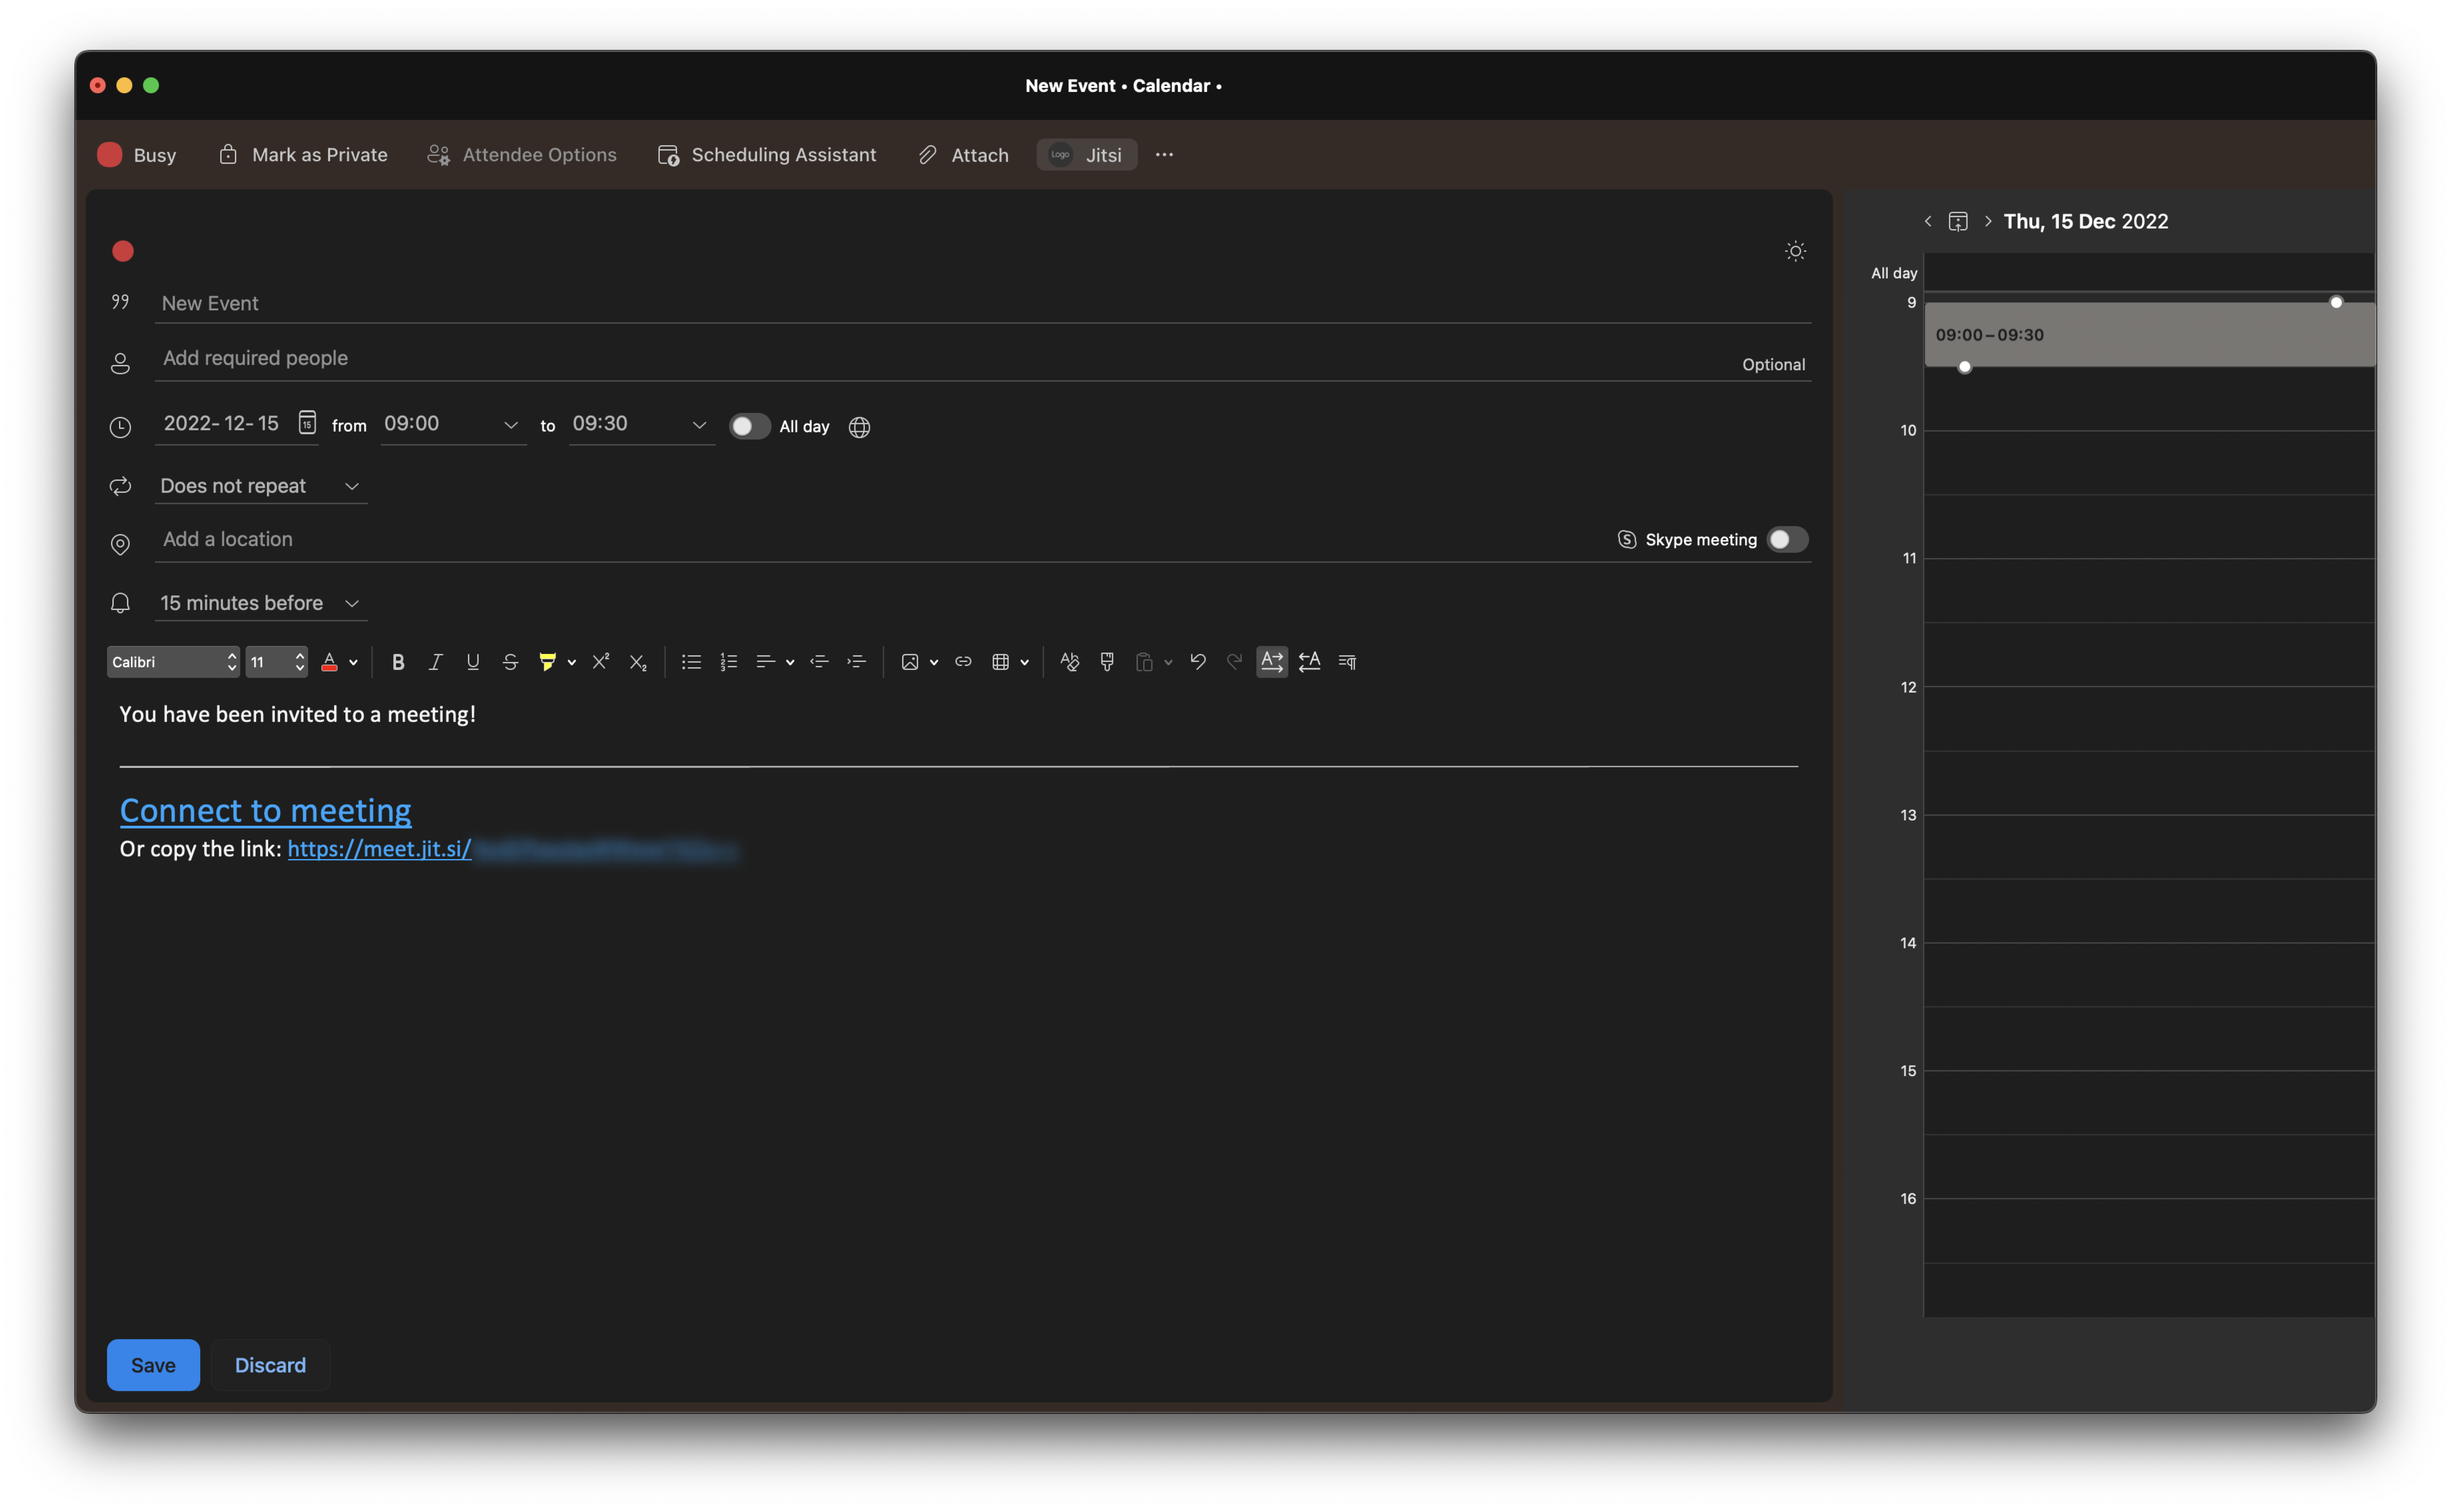 New Event • Calendar •
Busy Mark as Private Attendee Options Scheduling Assistant Attach Logo Jitsi
New Event
Add required people Optional
2022-12-15 15 from 09:00 to 09:30 All day
Does not repeat
Add a location Skype meeting
15 minutes before
Calibri 11
You have been invited to a meeting!
Connect to meeting
Or copy the link: https://meet.jit.si/
Save Discard
Thu, 15 Dec 2022
All day
9
09:00–09:30
10
11
12
13
14
15
16